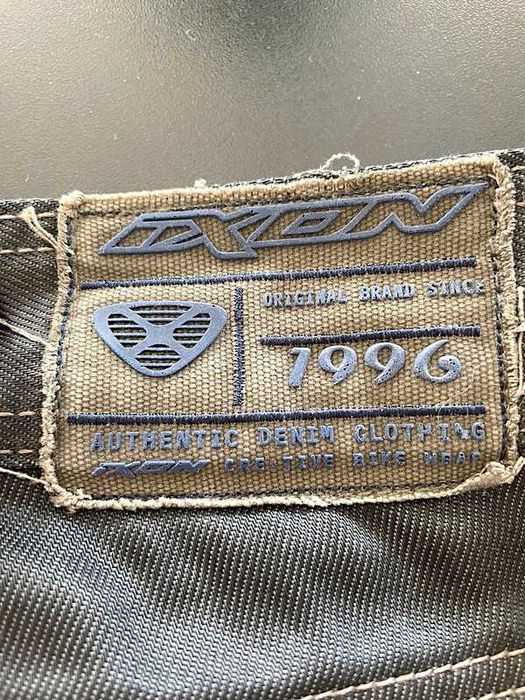 IXON
ORIGINAL BRAND SINCE
1996
AUTHENTIC DENIM CLOTHING
IXON CRE-TIVE BIKE WEAR